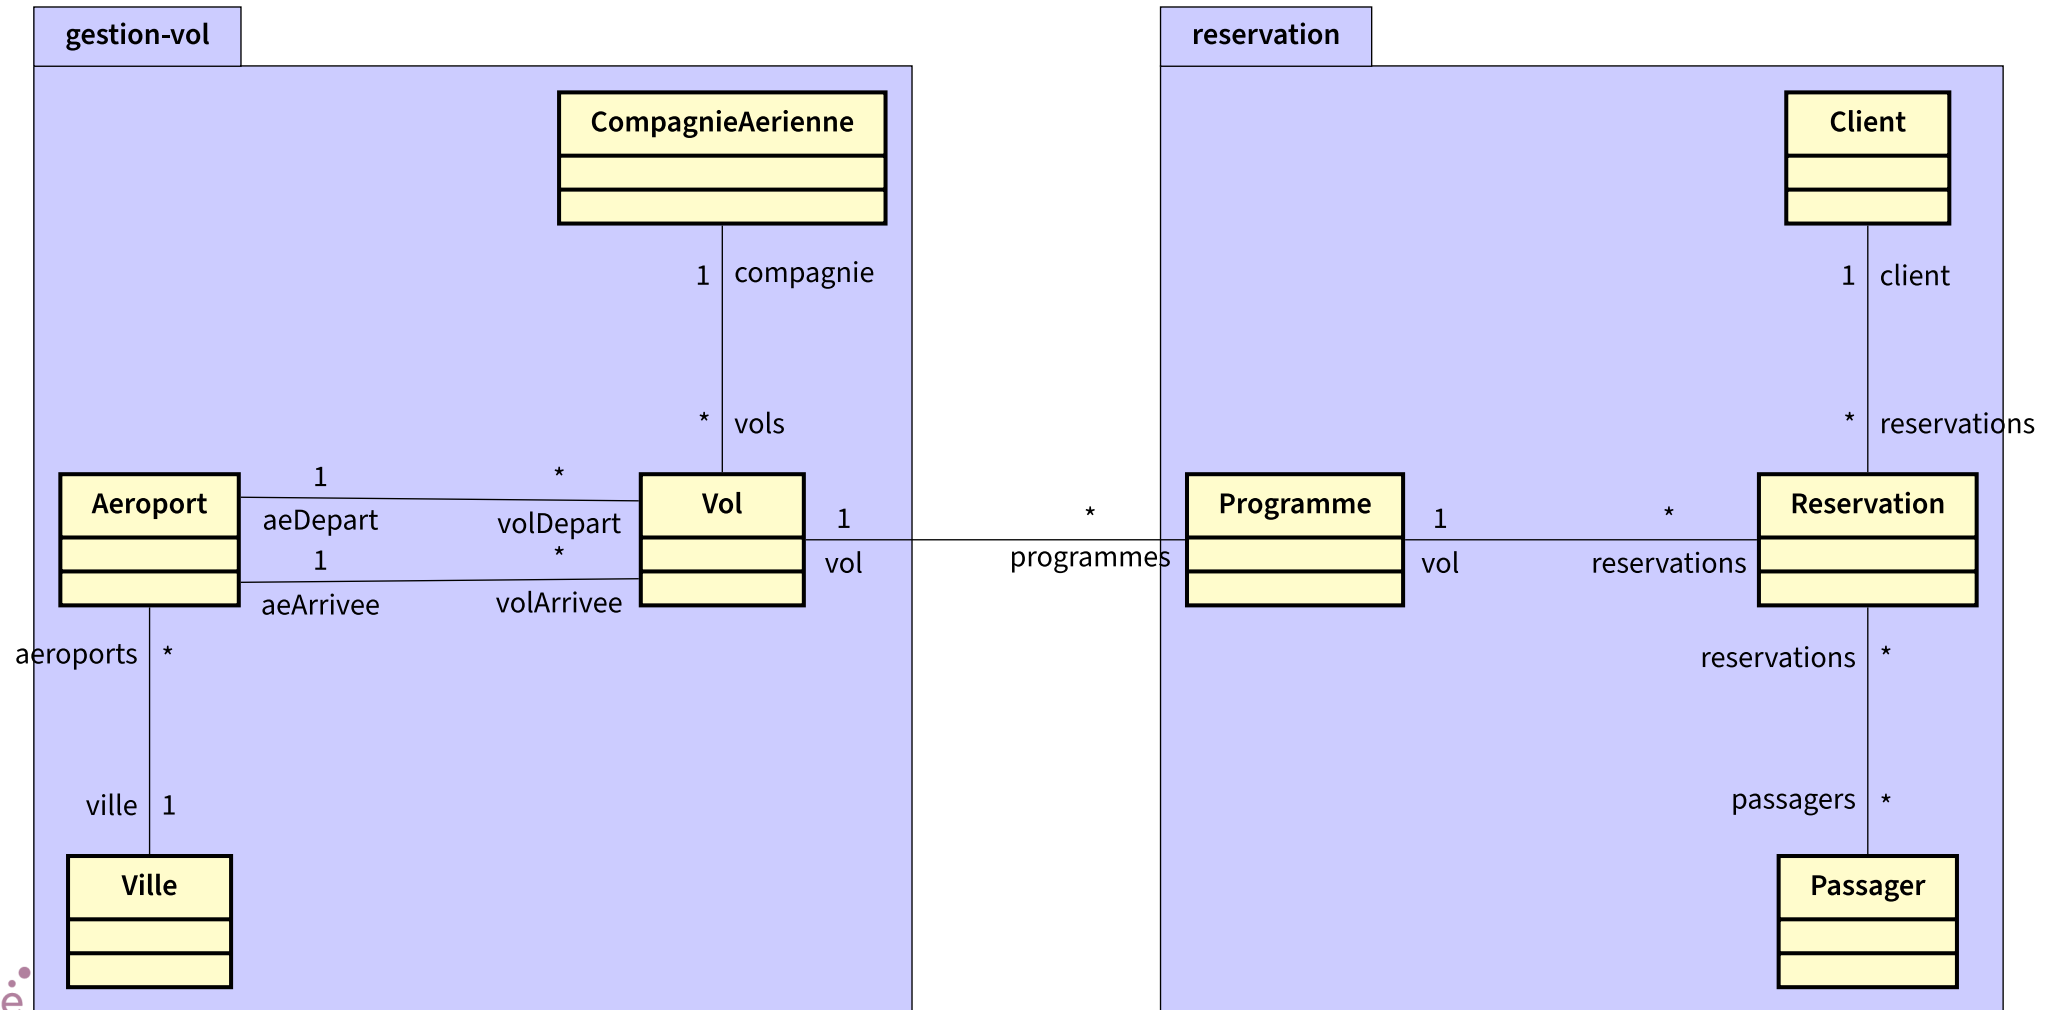 gestion-vol
reservation
CompagnieAerienne
Client
1 compagnie
1 client
* vols
* reservations
Aeroport
1 *
aeDepart volDepart
1 *
aeArrivee volArrivee
Vol
1 *
vol programmes
Programme
1 *
vol reservations
Reservation
aeroports *
reservations *
ville 1
passagers *
Ville
Passager
e